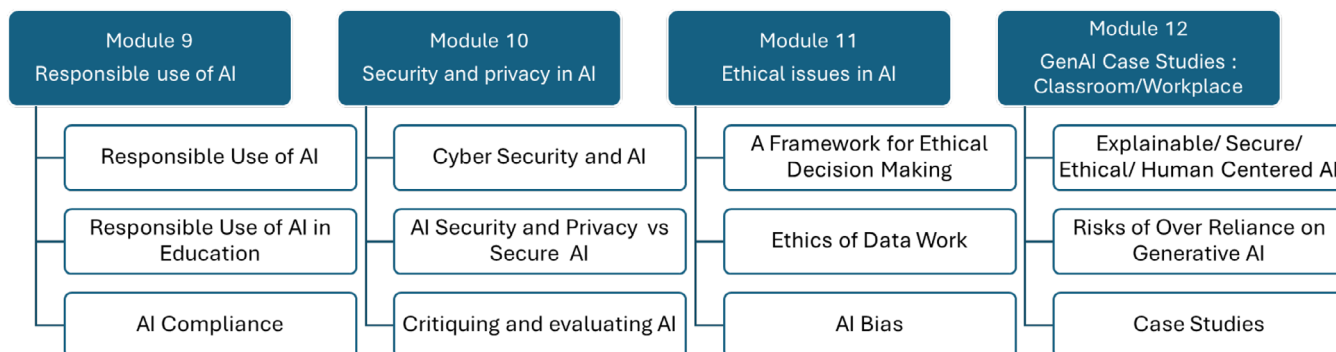 Module 9
Responsible use of AI
Responsible Use of AI
Responsible Use of AI in
Education
AI Compliance
Module 10
Security and privacy in AI
Cyber Security and AI
AI Security and Privacy vs
Secure AI
Critiquing and evaluating AI
Module 11
Ethical issues in AI
A Framework for Ethical
Decision Making
Ethics of Data Work
AI Bias
Module 12
GenAI Case Studies :
Classroom/Workplace
Explainable/ Secure/
Ethical/ Human Centered AI
Risks of Over Reliance on
Generative AI
Case Studies